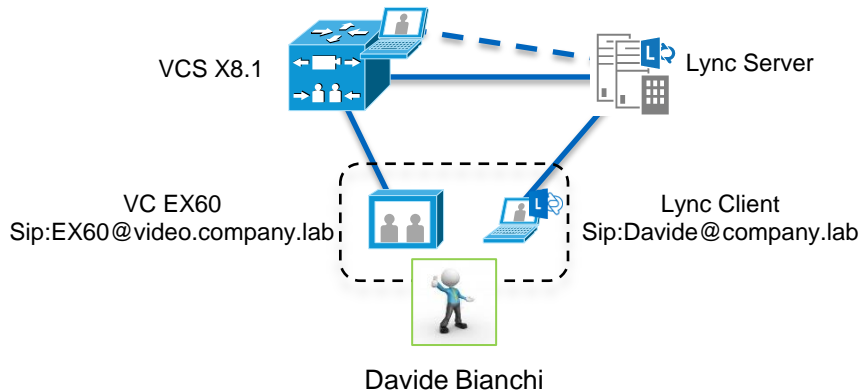 VCS X8.1
L
Lync Server
VC EX60
Sip:EX60@video.company.lab
L
Lync Client
Sip:Davide@company.lab
Davide Bianchi